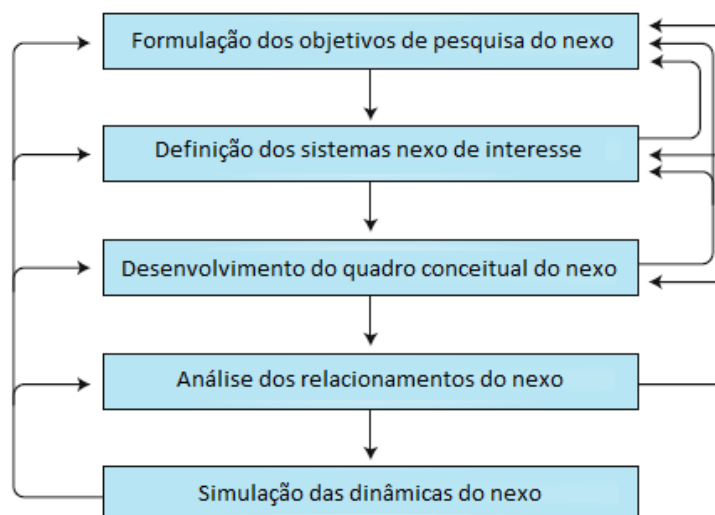 Formulação dos objetivos de pesquisa do nexo
Definição dos sistemas nexo de interesse
Desenvolvimento do quadro conceitual do nexo
Análise dos relacionamentos do nexo
Simulação das dinâmicas do nexo